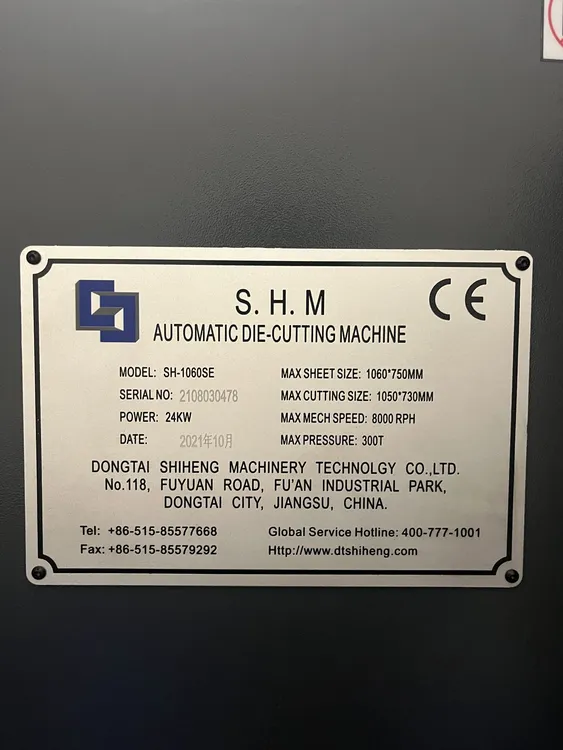 S. H. M
CE
AUTOMATIC DIE-CUTTING MACHINE
MODEL: SH-1060SE
MAX SHEET SIZE: 1060*750MM
SERIAL NO: 2108030478
MAX CUTTING SIZE: 1050*730MM
POWER: 24KW
MAX MECH SPEED: 8000 RPH
DATE: 2021年10月
MAX PRESSURE: 300T
DONGTAI SHIHENG MACHINERY TECHNOLGY CO.,LTD.
No.118, FUYUAN ROAD, FU'AN INDUSTRIAL PARK,
DONGTAI CITY, JIANGSU, CHINA.
Tel: +86-515-85577668
Global Service Hotline: 400-777-1001
Fax: +86-515-85579292
Http://www.dtshiheng.com